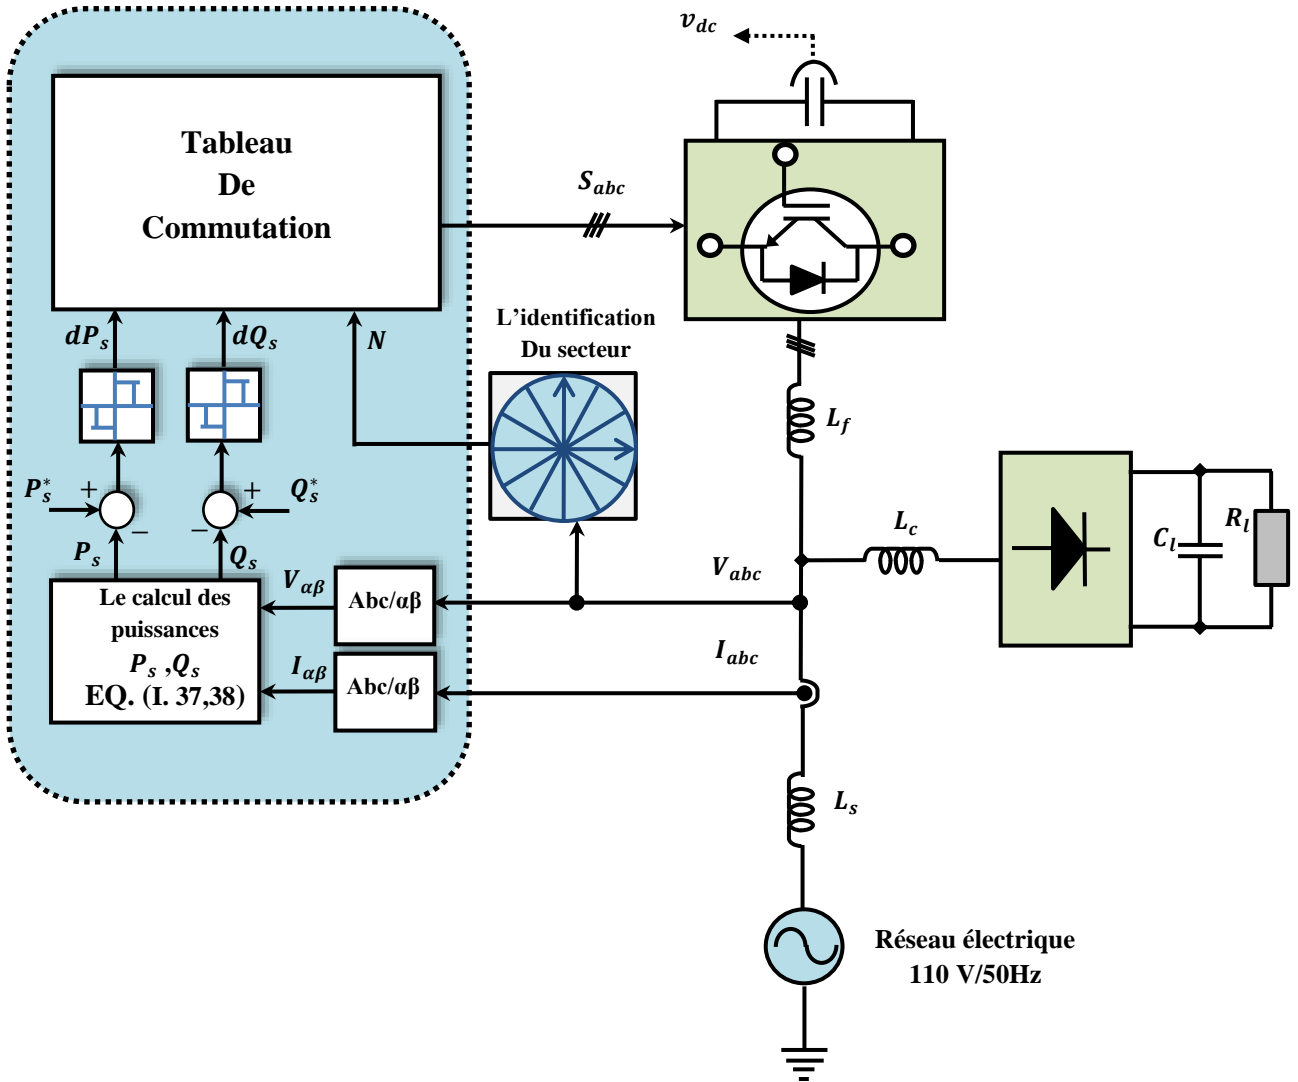 v_dc
Tableau
De
Commutation
S_abc
dP_s
dQ_s
N
L'identification
Du secteur
L_f
P_s^*
+
−
+
−
Q_s^*
P_s
Q_s
L_c
C_l
R_l
V_αβ
V_abc
Le calcul des
puissances
P_s ,Q_s
EQ. (I. 37,38)
Abc/αβ
I_αβ
I_abc
Abc/αβ
L_s
Réseau électrique
110 V/50Hz